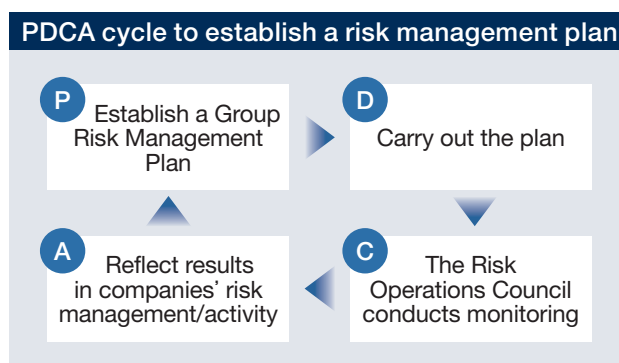 PDCA cycle to establish a risk management plan
P
Establish a Group
Risk Management
Plan
D
Carry out the plan
A
Reflect results
in companies’ risk
management/activity
C
The Risk
Operations Council
conducts monitoring